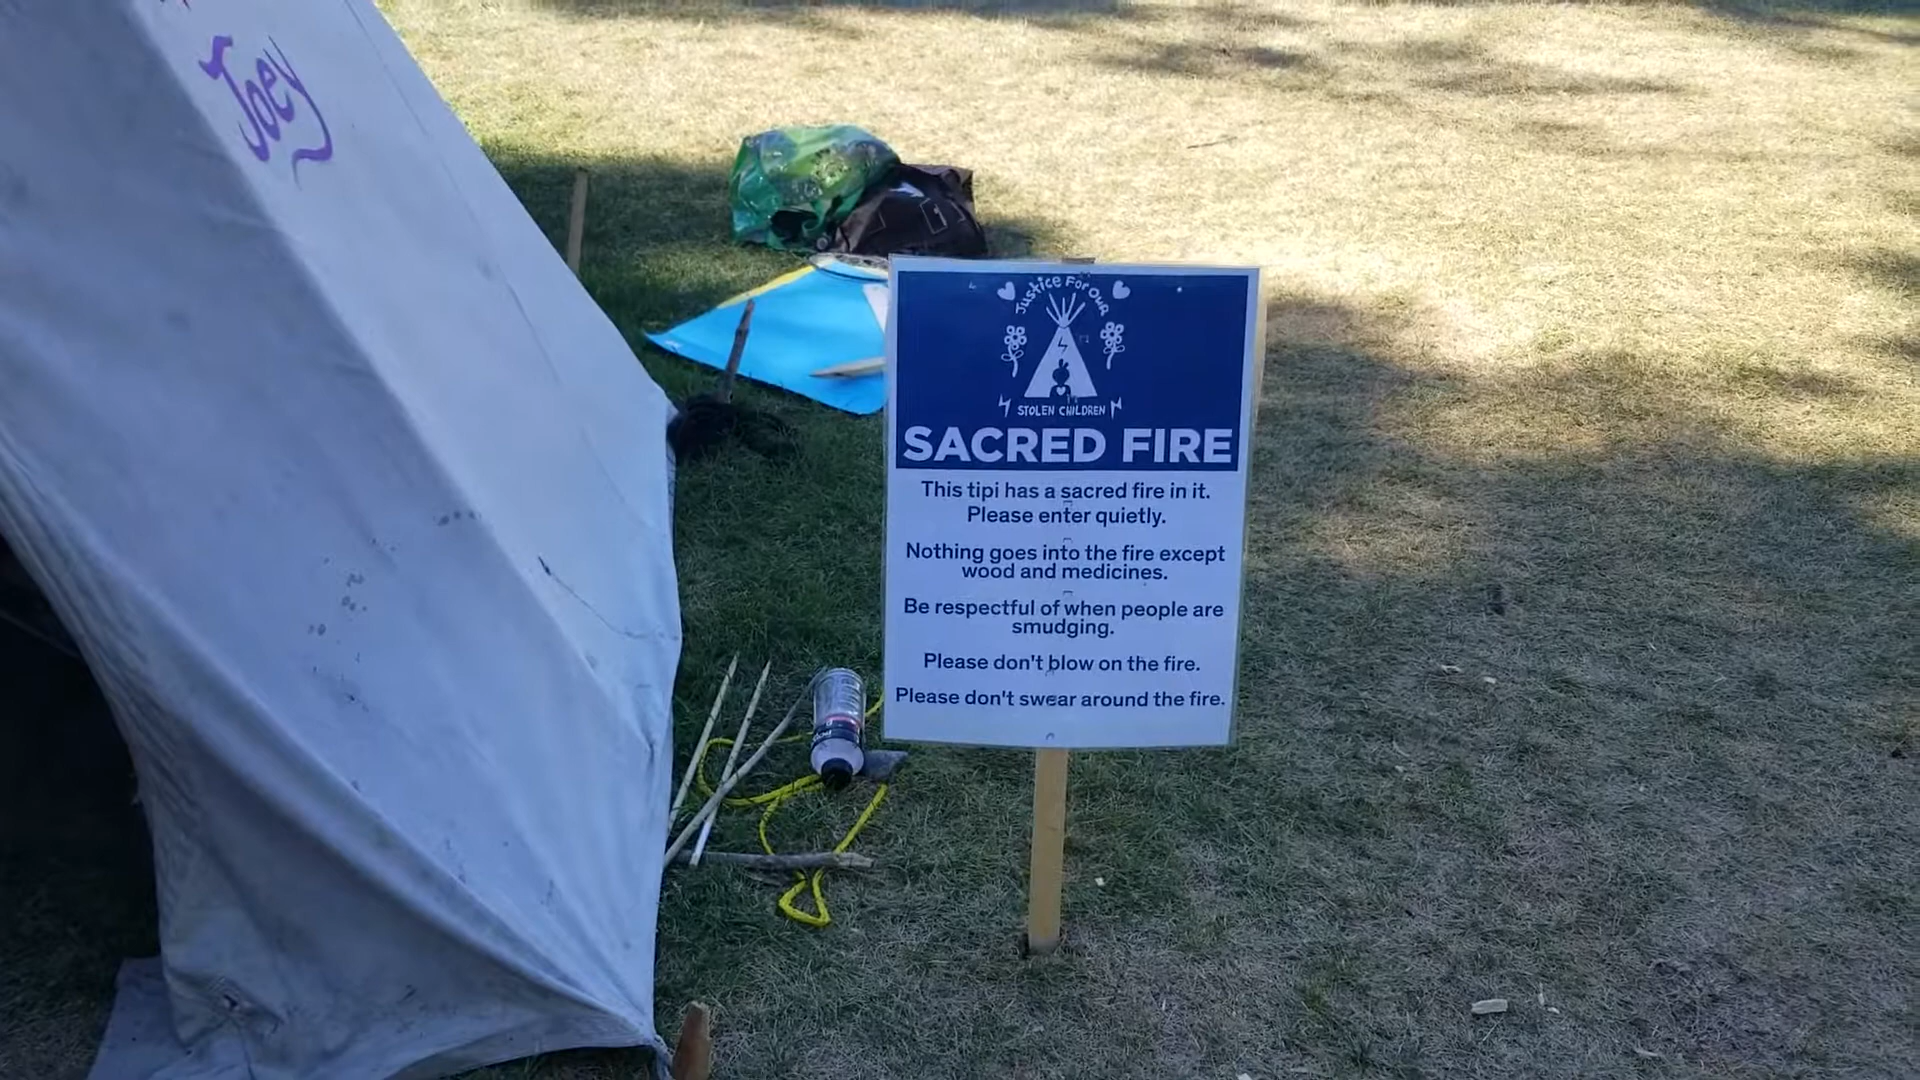 Joey
Justice For Our
STOLEN CHILDREN
SACRED FIRE
This tipi has a sacred fire in it.
Please enter quietly.
Nothing goes into the fire except
wood and medicines.
Be respectful of when people are
smudging.
Please don't blow on the fire.
Please don't swear around the fire.